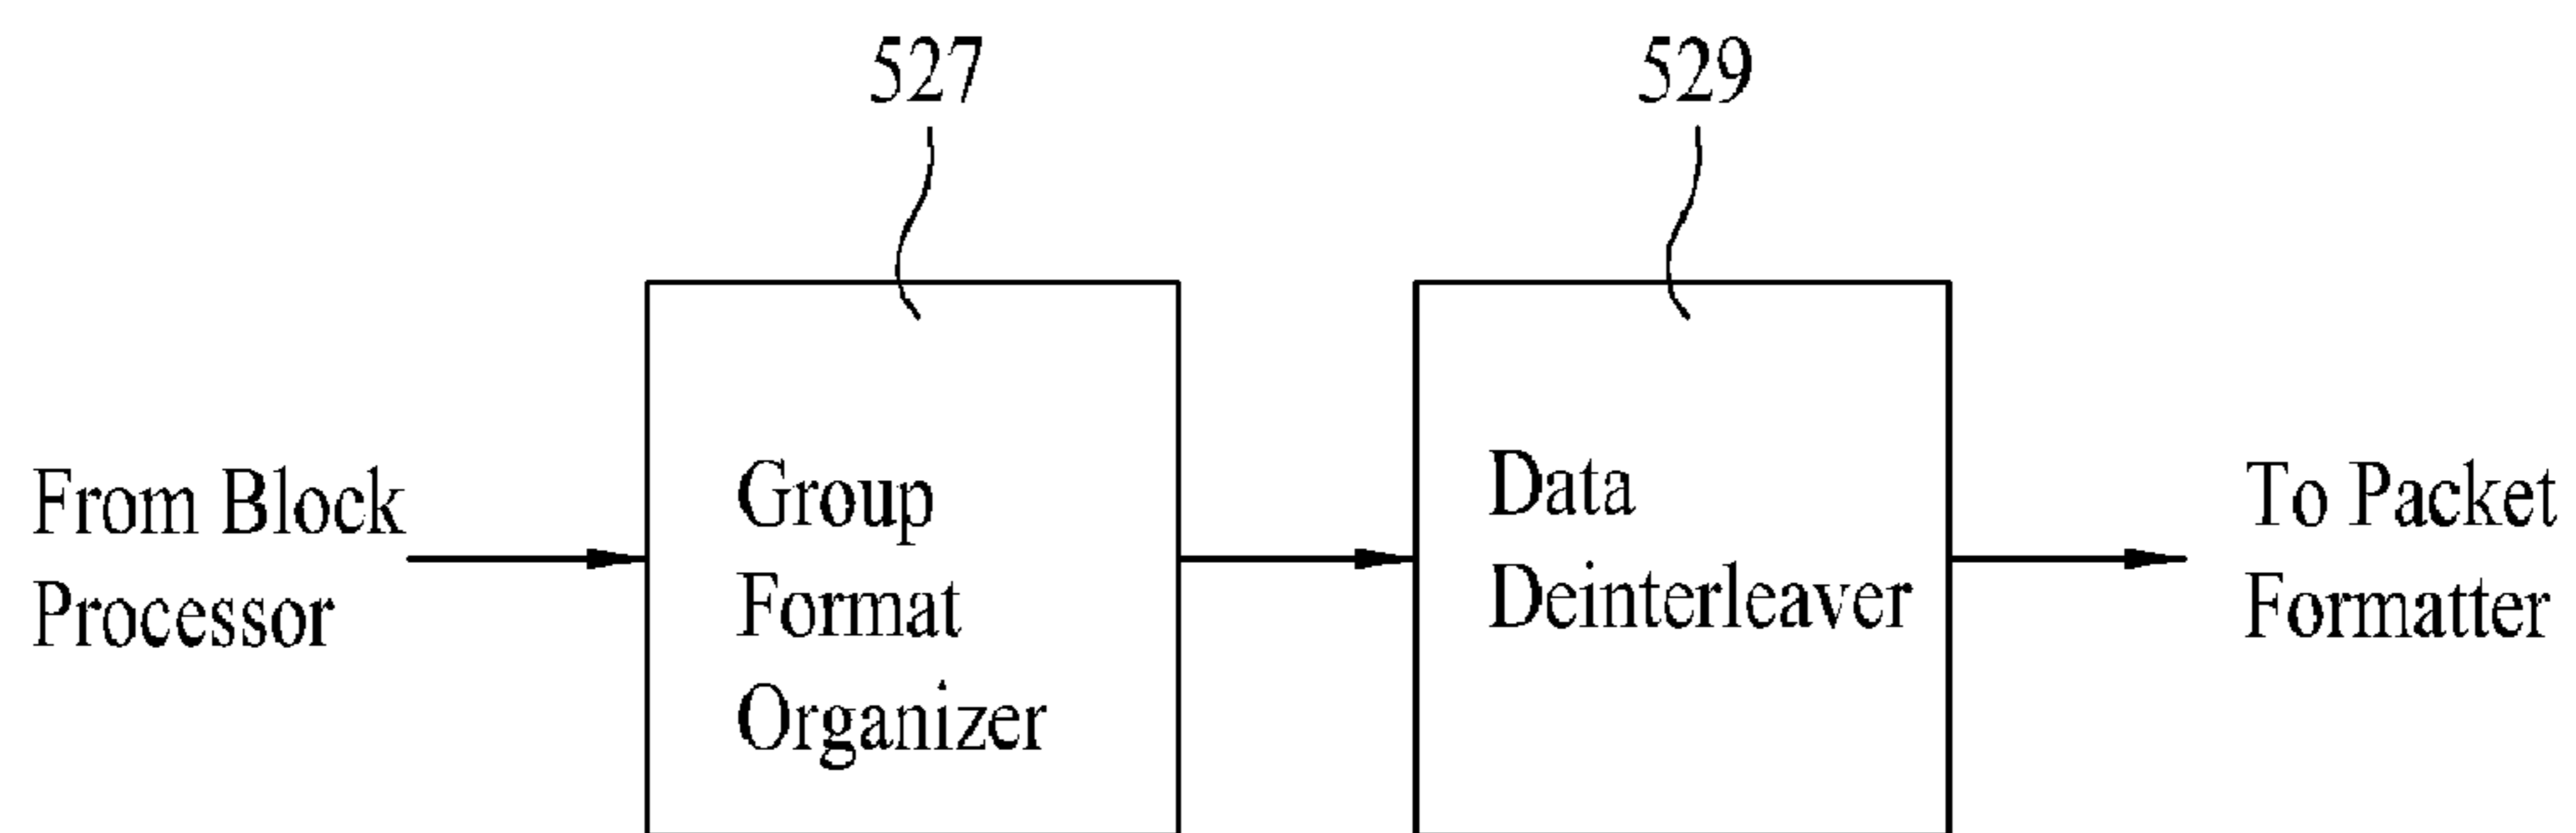 527
529
From Block
Processor
Group
Format
Organizer
Data
Deinterleaver
To Packet
Formatter